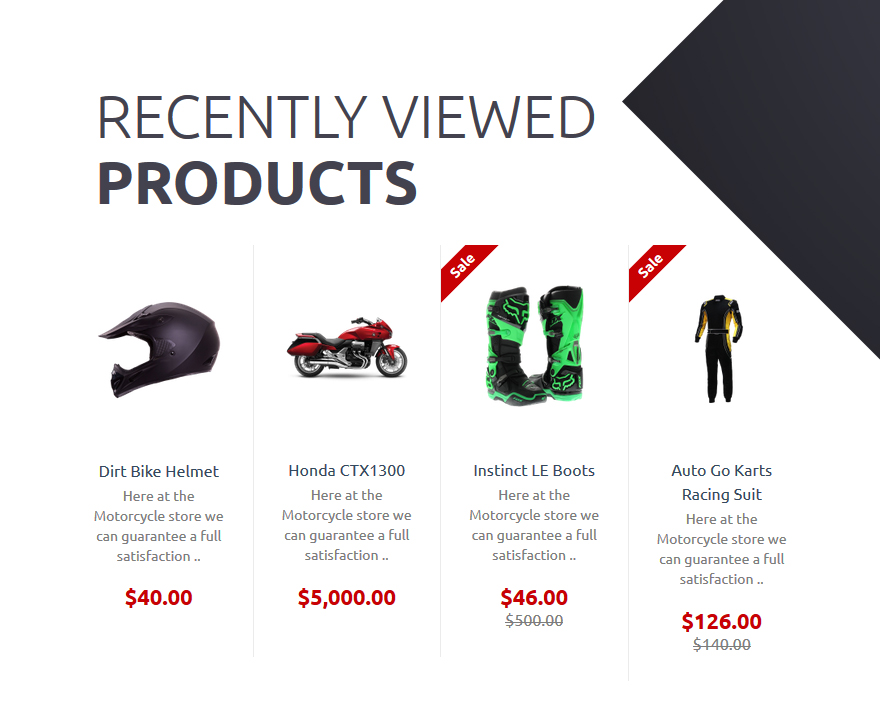 RECENTLY VIEWED
PRODUCTS
Dirt Bike Helmet
Here at the
Motorcycle store we
can guarantee a full
satisfaction ..
$40.00
Honda CTX1300
Here at the
Motorcycle store we
can guarantee a full
satisfaction ..
$5,000.00
Sale
Instinct LE Boots
Here at the
Motorcycle store we
can guarantee a full
satisfaction ..
$46.00
$500.00
Sale
Auto Go Karts
Racing Suit
Here at the
Motorcycle store we
can guarantee a full
satisfaction ..
$126.00
$140.00